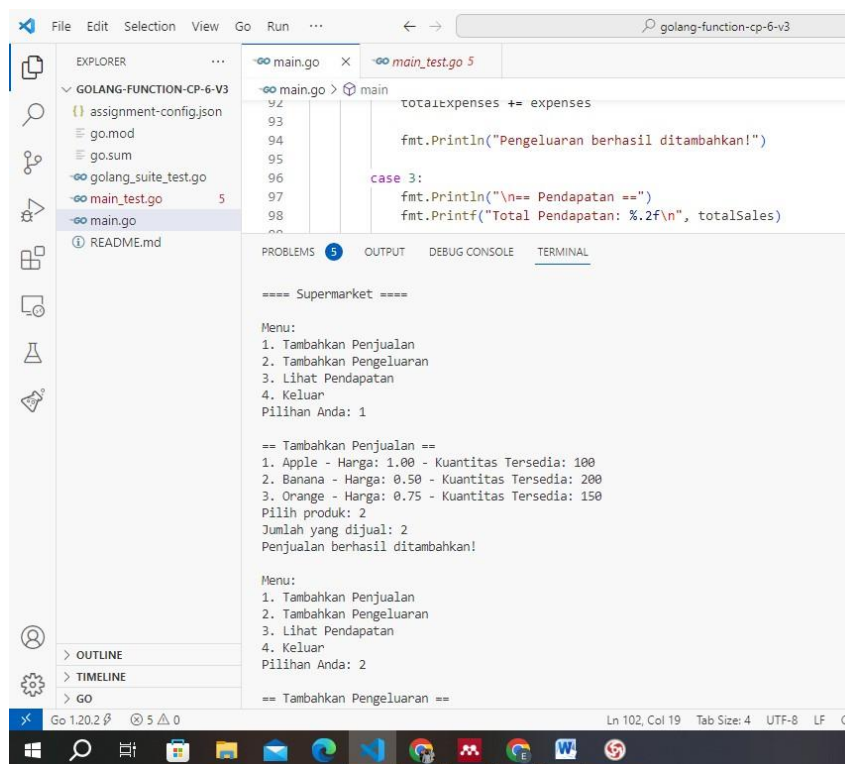 File Edit Selection View Go Run ... golang-function-cp-6-v3
EXPLORER ...
GOLANG-FUNCTION-CP-6-V3
{} assignment-config.json
go.mod
go.sum
golang_suite_test.go
main_test.go 5
main.go
README.md
OUTLINE
TIMELINE
GO
main.go main_test.go 5
main.go > main
92 totalExpenses += expenses
93
94 fmt.Println("Pengeluaran berhasil ditambahkan!")
95
96 case 3:
97 fmt.Println("\n== Pendapatan ==")
98 fmt.Printf("Total Pendapatan: %.2f\n", totalSales)
PROBLEMS 5 OUTPUT DEBUG CONSOLE TERMINAL
==== Supermarket ====
Menu:
1. Tambahkan Penjualan
2. Tambahkan Pengeluaran
3. Lihat Pendapatan
4. Keluar
Pilihan Anda: 1
== Tambahkan Penjualan ==
1. Apple - Harga: 1.00 - Kuantitas Tersedia: 100
2. Banana - Harga: 0.50 - Kuantitas Tersedia: 200
3. Orange - Harga: 0.75 - Kuantitas Tersedia: 150
Pilih produk: 2
Jumlah yang dijual: 2
Penjualan berhasil ditambahkan!
Menu:
1. Tambahkan Penjualan
2. Tambahkan Pengeluaran
3. Lihat Pendapatan
4. Keluar
Pilihan Anda: 2
== Tambahkan Pengeluaran ==
Go 1.20.2 5 0 Ln 102, Col 19 Tab Size: 4 UTF-8 LF